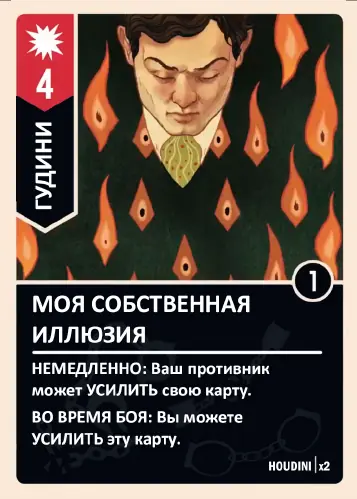 4
ГУДИНИ
1
МОЯ СОБСТВЕННАЯ
ИЛЛЮЗИЯ
НЕМЕДЛЕННО: Ваш противник
может УСИЛИТЬ свою карту.
ВО ВРЕМЯ БОЯ: Вы можете
УСИЛИТЬ эту карту.
HOUDINI | x2